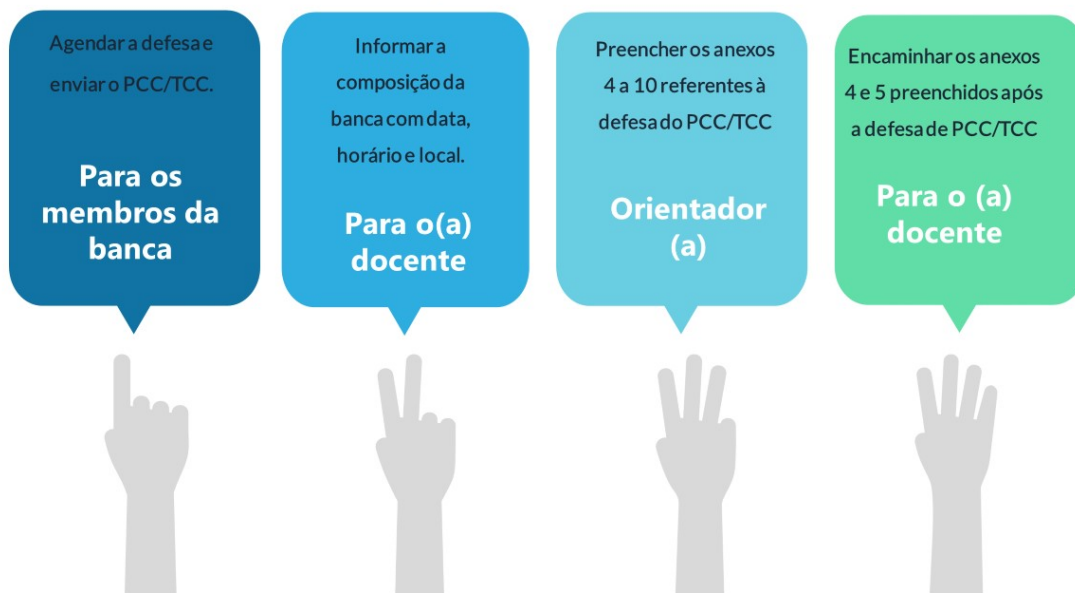 Agendar a defesa e
enviar o PCC/TCC.
Para os
membros da
banca
Informar a
composição da
banca com data,
horário e local.
Para o(a)
docente
Preencher os anexos
4 a 10 referentes à
defesa do PCC/TCC
Orientador
(a)
Encaminhar os anexos
4 e 5 preenchidos após
a defesa de PCC/TCC
Para o (a)
docente